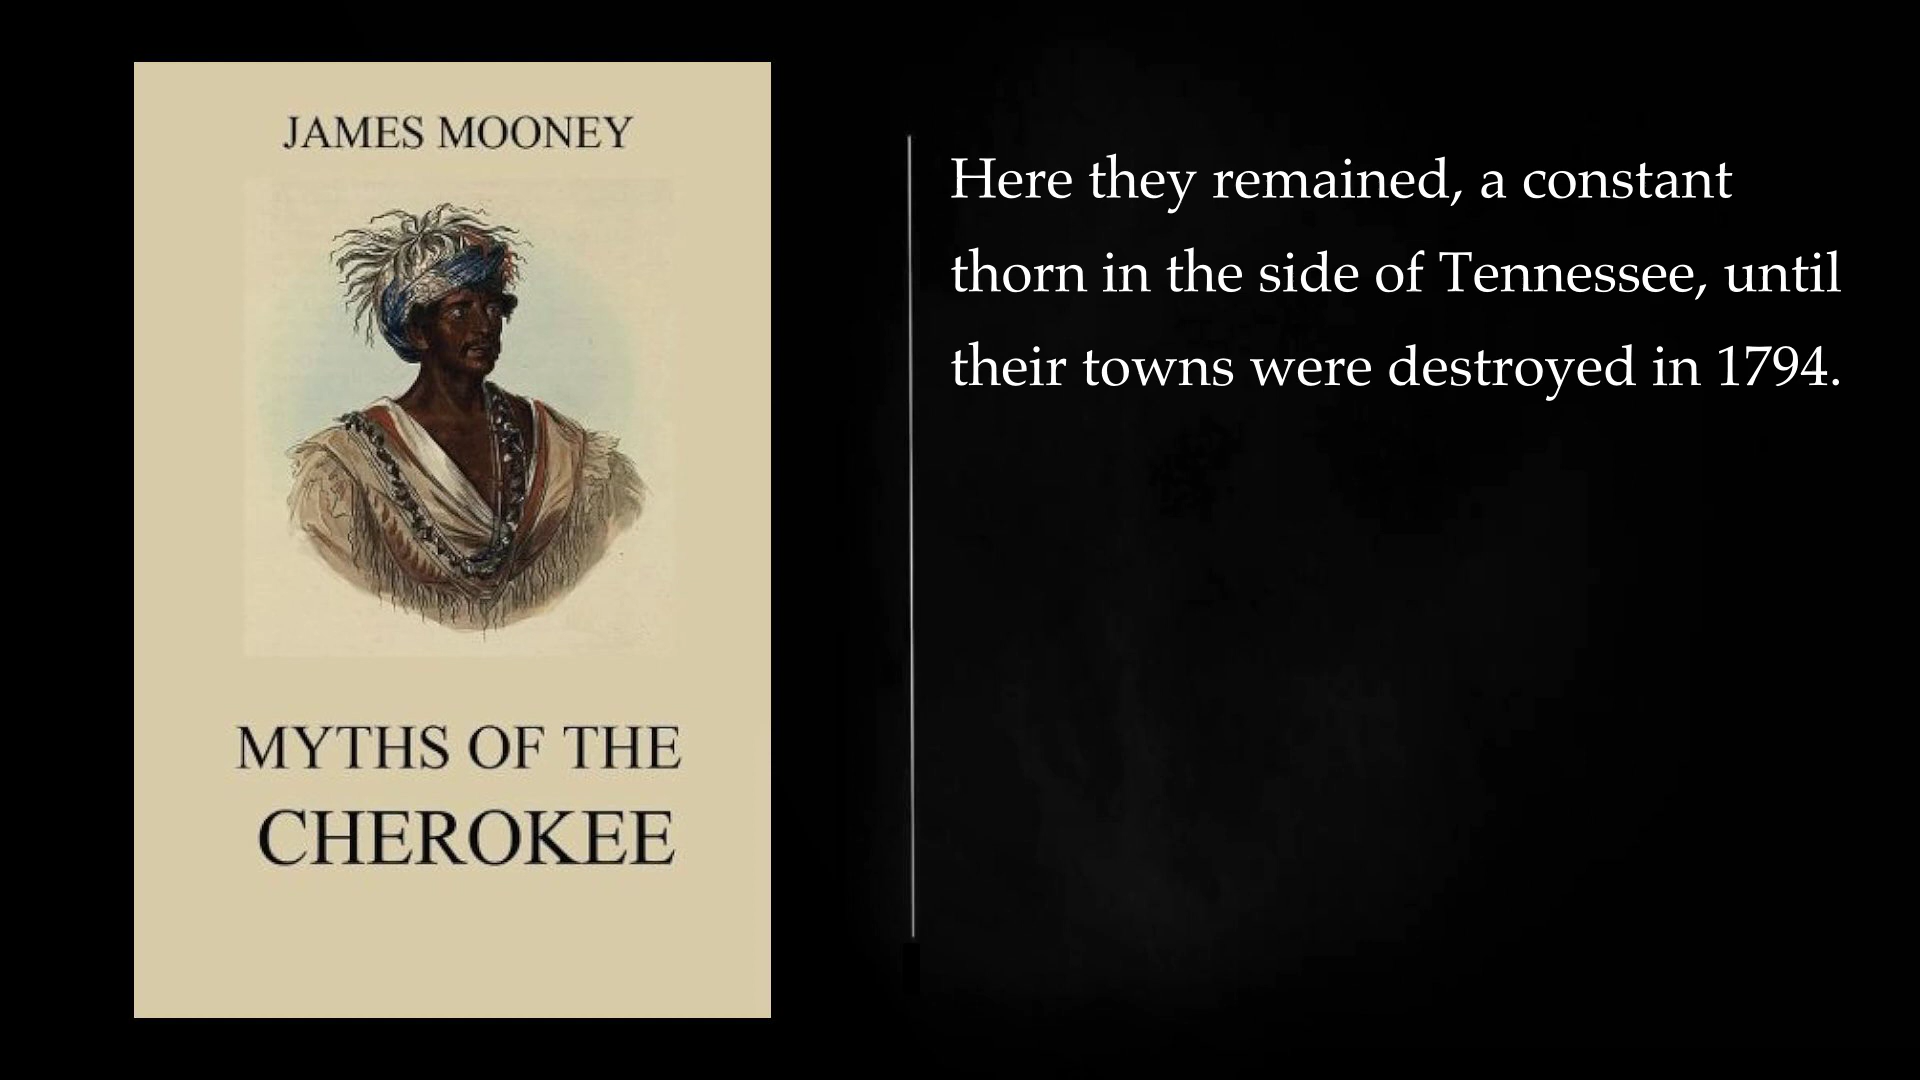 JAMES MOONEY
MYTHS OF THE
CHEROKEE
Here they remained, a constant
thorn in the side of Tennessee, until
their towns were destroyed in 1794.